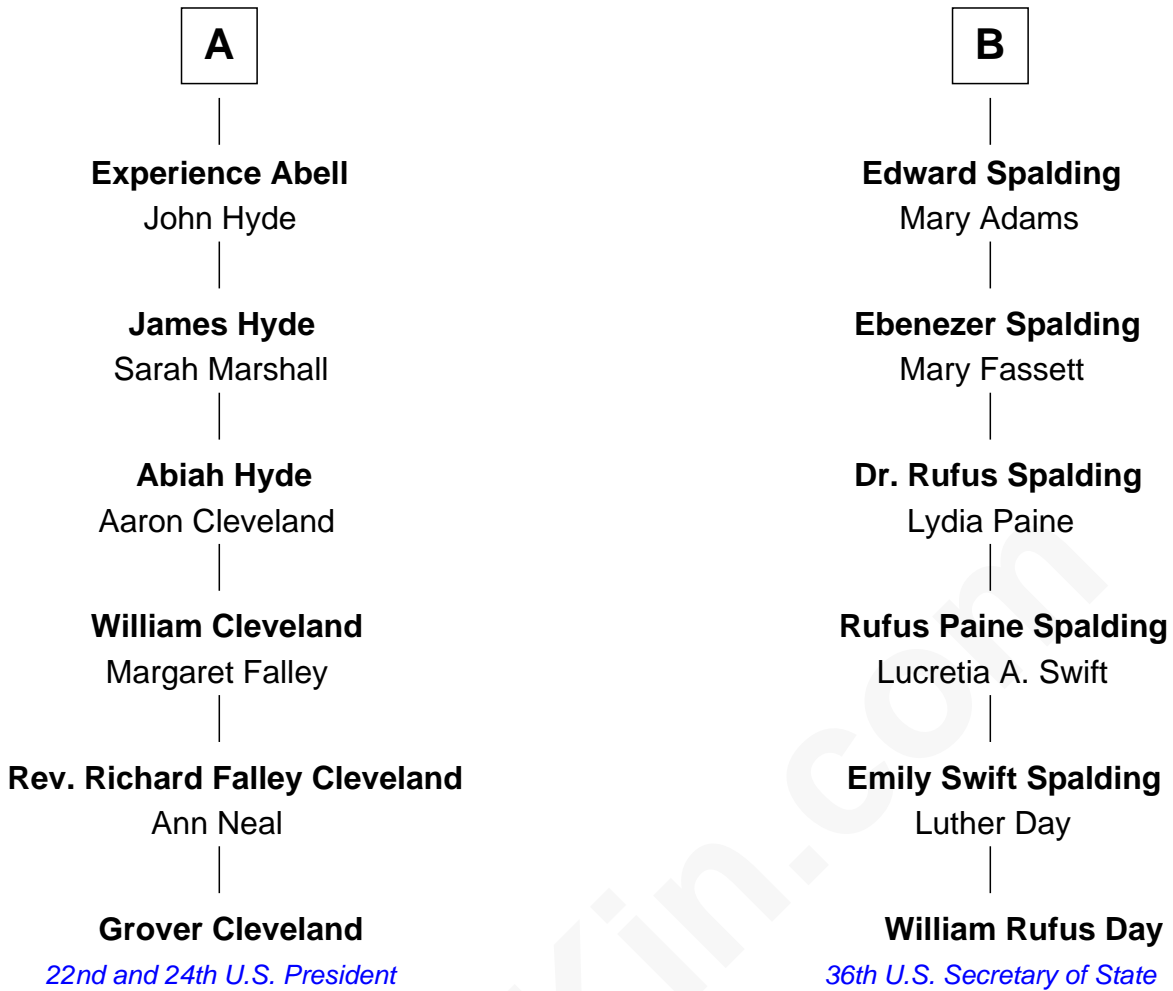 A
Experience Abell
John Hyde
James Hyde
Sarah Marshall
Abiah Hyde
Aaron Cleveland
William Cleveland
Margaret Falley
Rev. Richard Falley Cleveland
Ann Neal
Grover Cleveland
22nd and 24th U.S. President
B
Edward Spalding
Mary Adams
Ebenezer Spalding
Mary Fassett
Dr. Rufus Spalding
Lydia Paine
Rufus Paine Spalding
Lucretia A. Swift
Emily Swift Spalding
Luther Day
William Rufus Day
36th U.S. Secretary of State